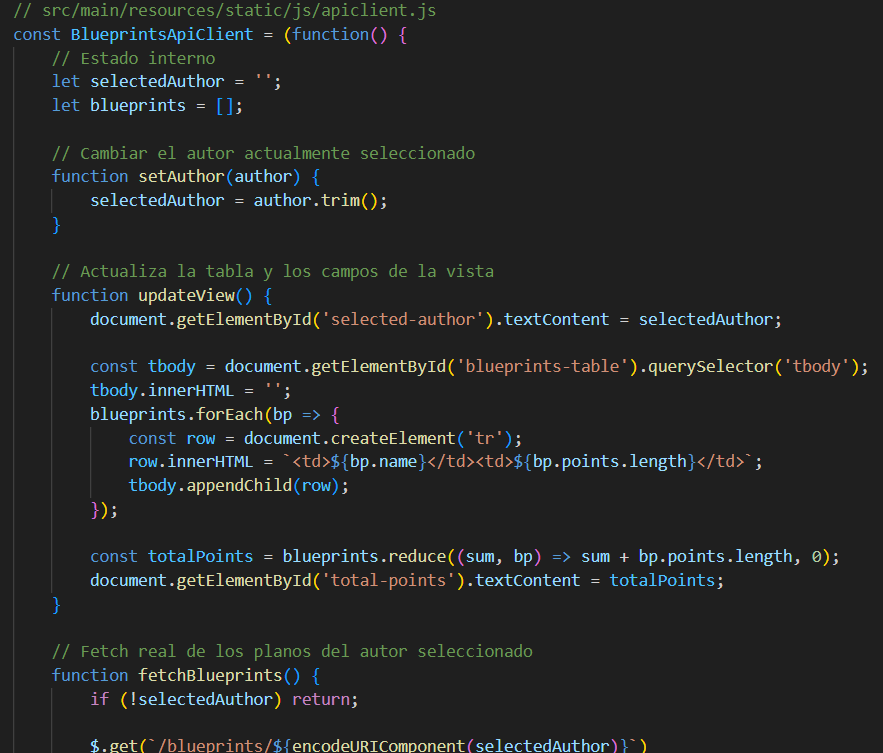 // src/main/resources/static/js/apiclient.js
const BlueprintsApiClient = (function() {
    // Estado interno
    let selectedAuthor = '';
    let blueprints = [];

    // Cambiar el autor actualmente seleccionado
    function setAuthor(author) {
        selectedAuthor = author.trim();
    }

    // Actualiza la tabla y los campos de la vista
    function updateView() {
        document.getElementById('selected-author').textContent = selectedAuthor;

        const tbody = document.getElementById('blueprints-table').querySelector('tbody');
        tbody.innerHTML = '';
        blueprints.forEach(bp => {
            const row = document.createElement('tr');
            row.innerHTML = `<td>${bp.name}</td><td>${bp.points.length}</td>`;
            tbody.appendChild(row);
        });

        const totalPoints = blueprints.reduce((sum, bp) => sum + bp.points.length, 0);
        document.getElementById('total-points').textContent = totalPoints;
    }

    // Fetch real de los planos del autor seleccionado
    function fetchBlueprints() {
        if (!selectedAuthor) return;

        $.get(`/blueprints/${encodeURIComponent(selectedAuthor)}`)